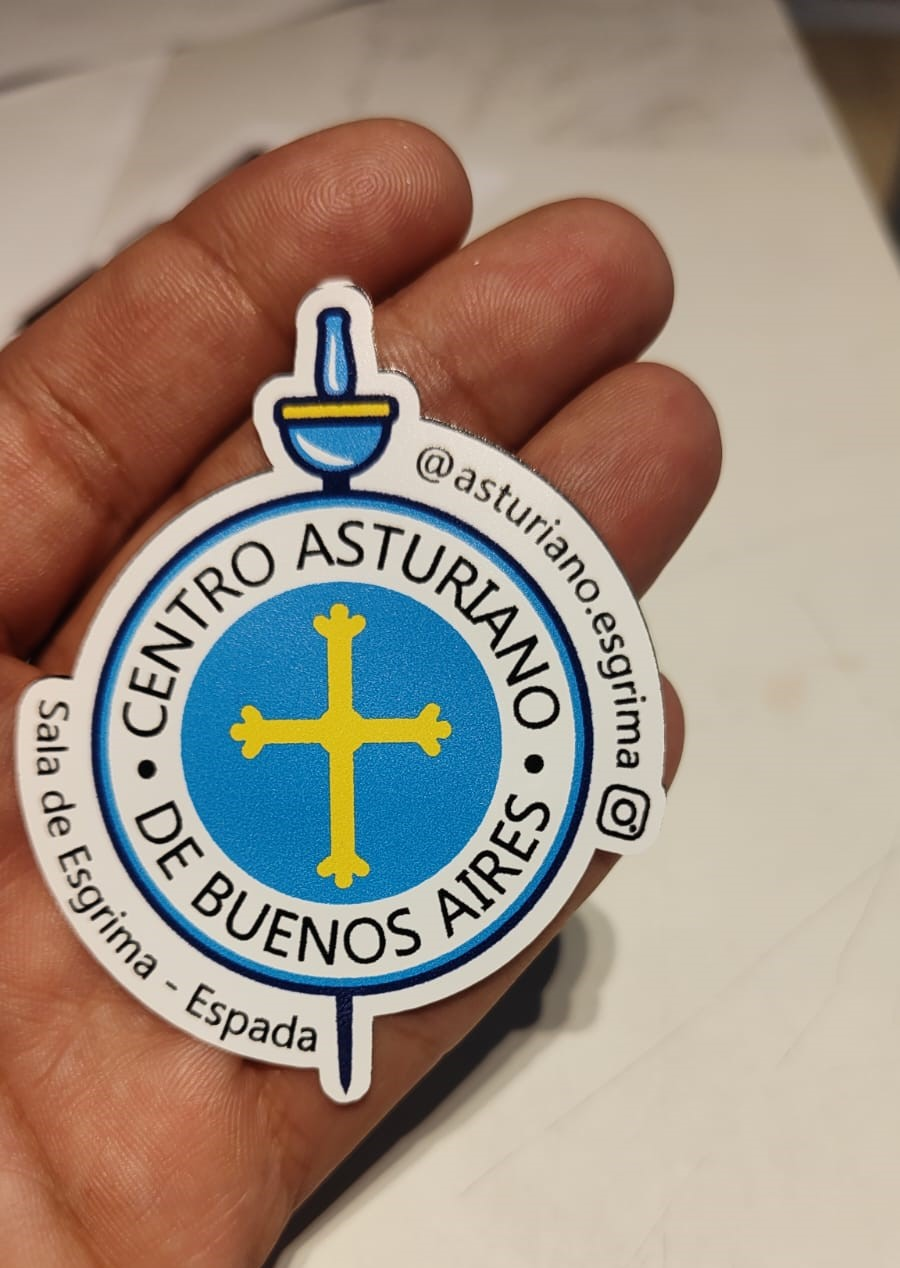 CENTRO ASTURIANO
• DE BUENOS AIRES •
@asturiano.esgrima
Sala de Esgrima - Espada